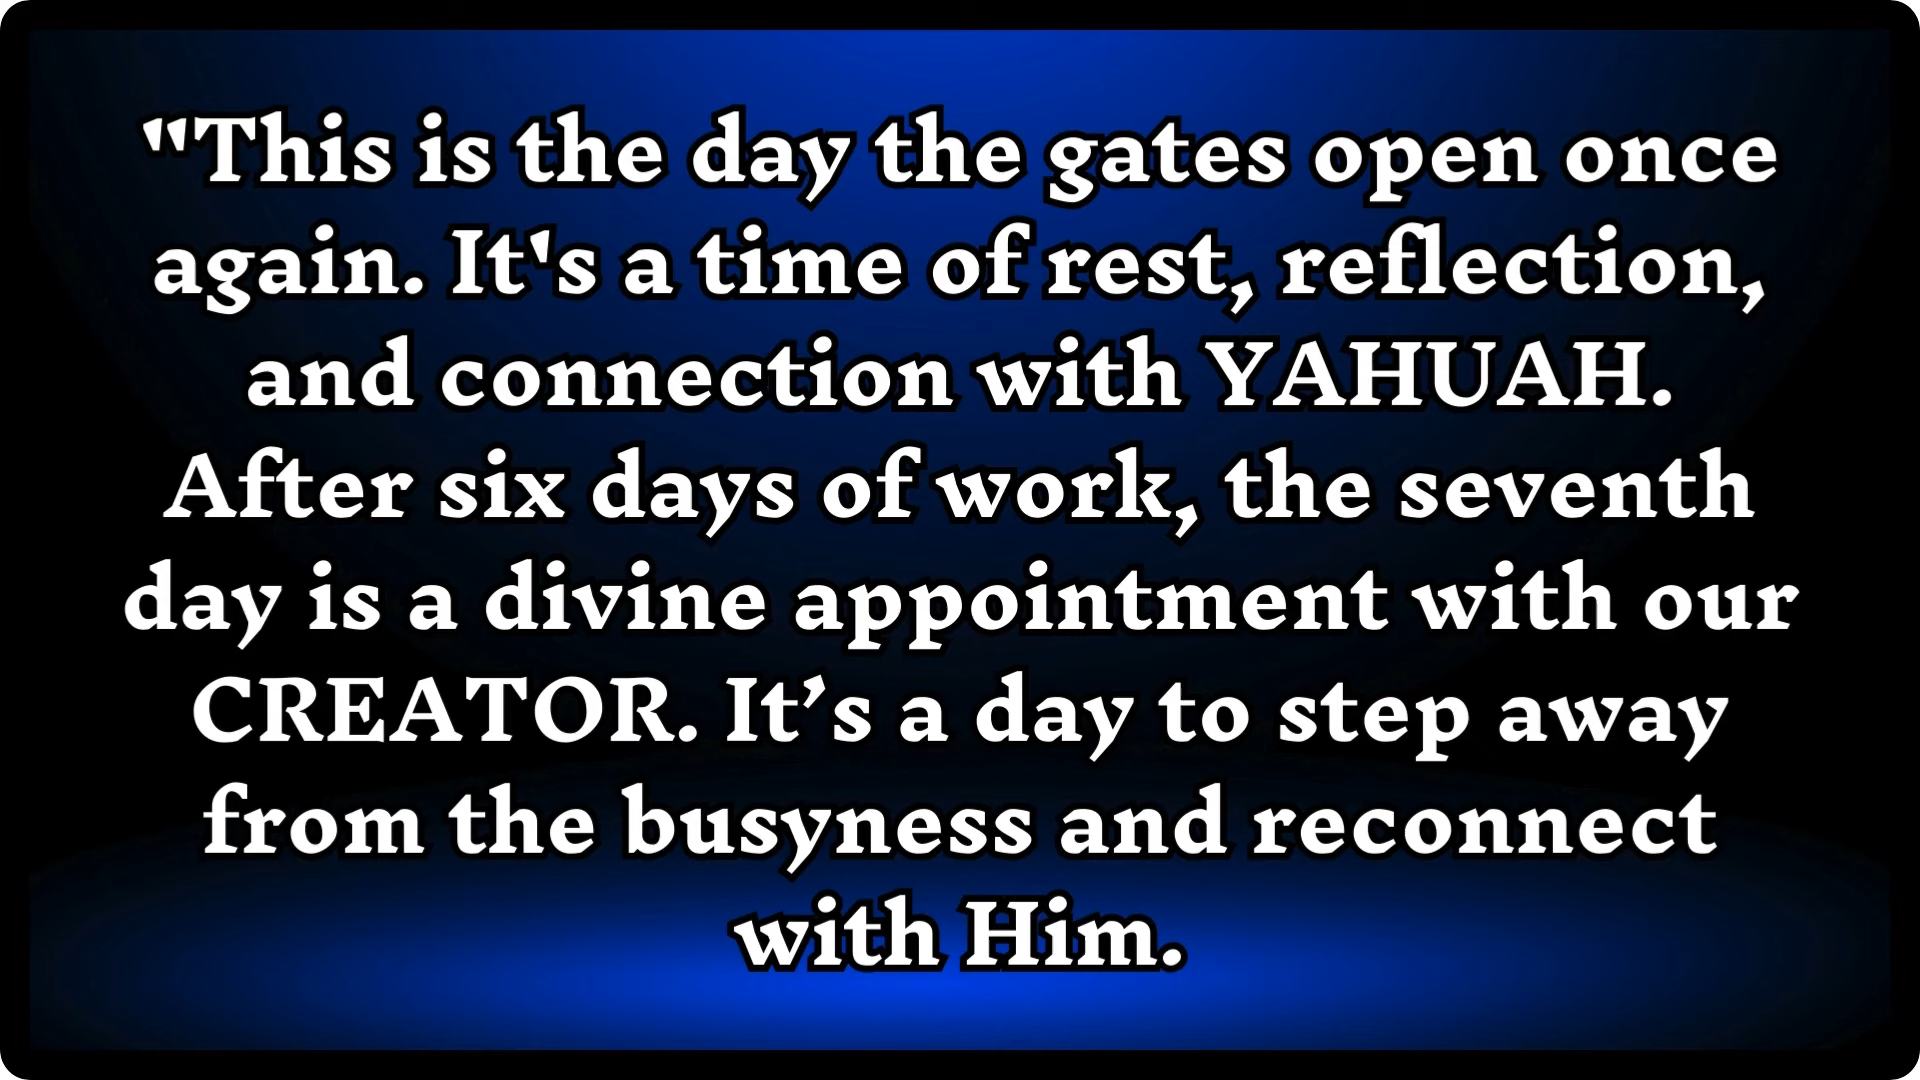 "This is the day the gates open once
again. It's a time of rest, reflection,
and connection with YAHUAH.
After six days of work, the seventh
day is a divine appointment with our
CREATOR. It’s a day to step away
from the busyness and reconnect
with Him.